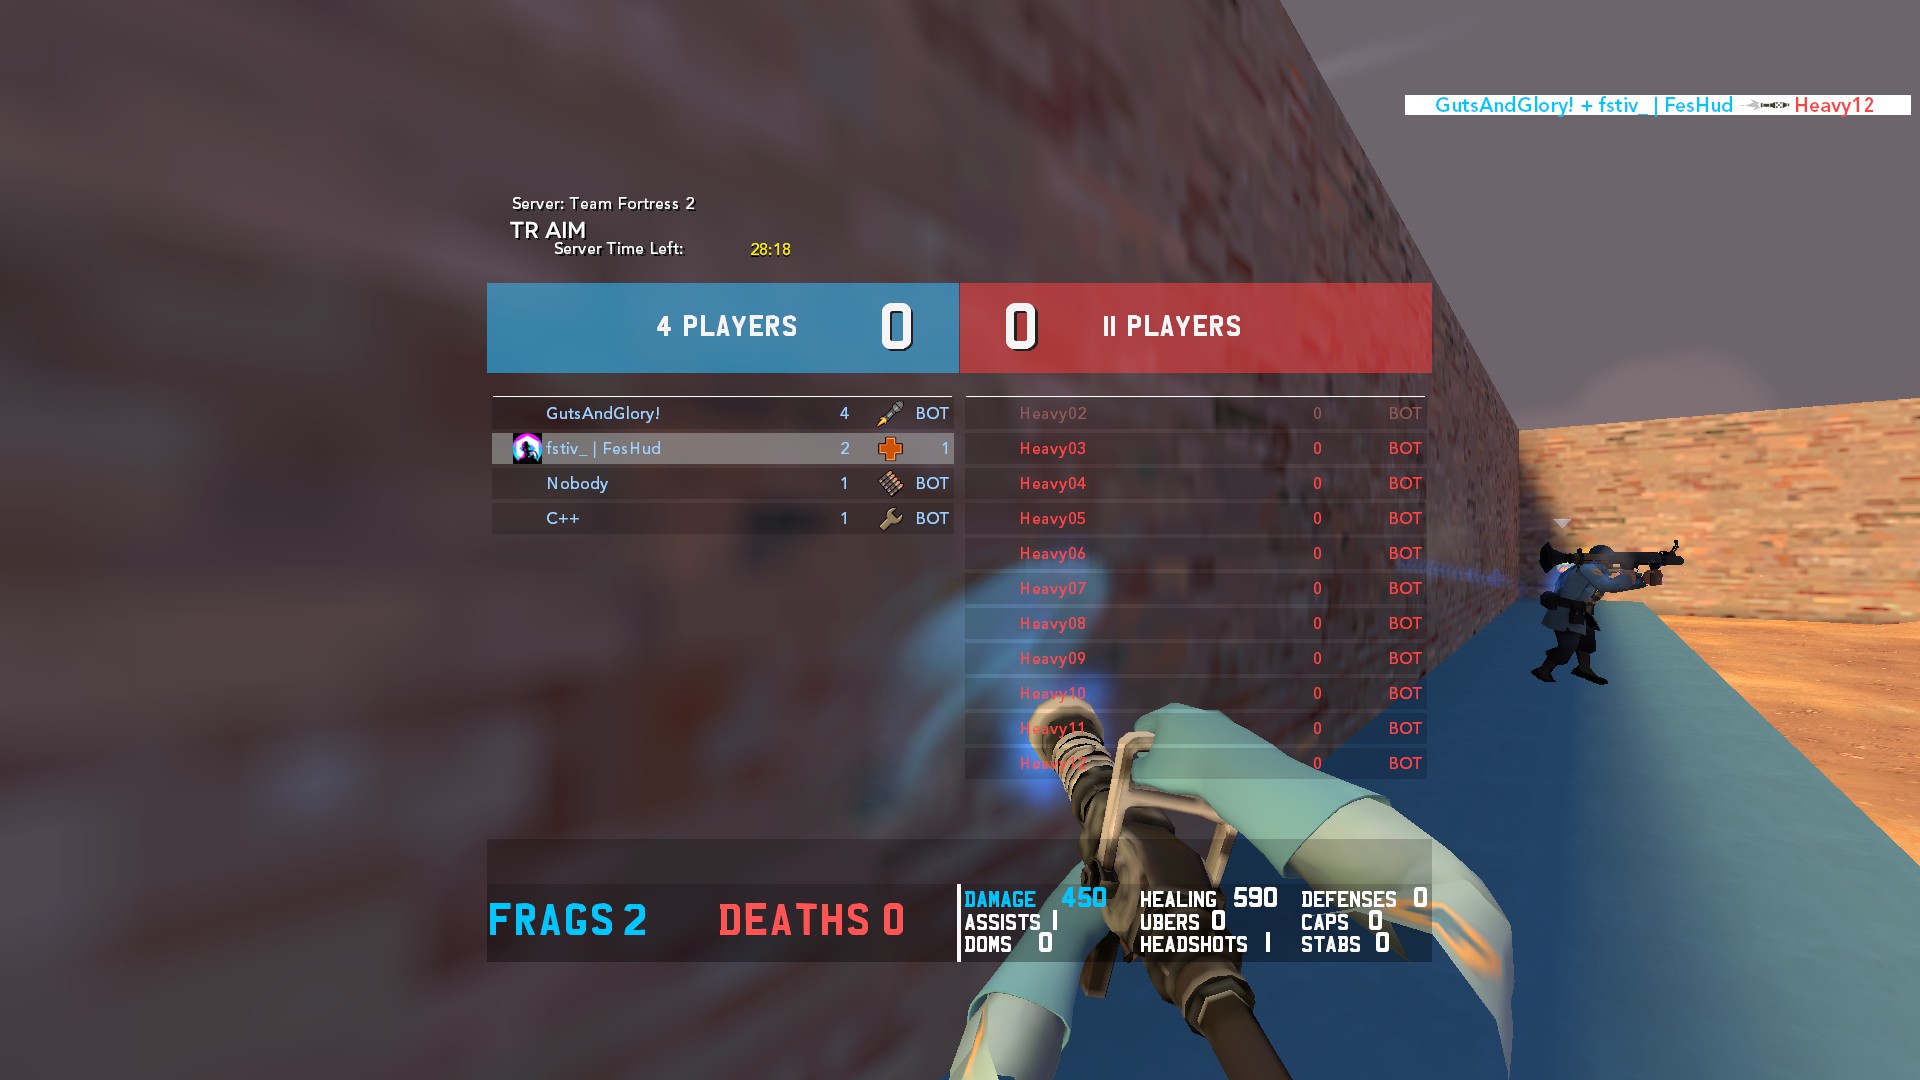 GutsAndGlory! + fstiv_ | FesHud Heavy12
Server: Team Fortress 2
TR AIM
Server Time Left: 28:18
4 PLAYERS 0 0 11 PLAYERS
GutsAndGlory! 4 BOT
fstiv_ | FesHud 2 1
Nobody 1 BOT
C++ 1 BOT
Heavy02 0 BOT
Heavy03 0 BOT
Heavy04 0 BOT
Heavy05 0 BOT
Heavy06 0 BOT
Heavy07 0 BOT
Heavy08 0 BOT
Heavy09 0 BOT
Heavy10 0 BOT
Heavy11 0 BOT
Heavy12 0 BOT
FRAGS 2 DEATHS 0
DAMAGE 450 HEALING 590 DEFENSES 0
ASSISTS 1 UBERS 0 CAPS 0
DOMS 0 HEADSHOTS 1 STABS 0